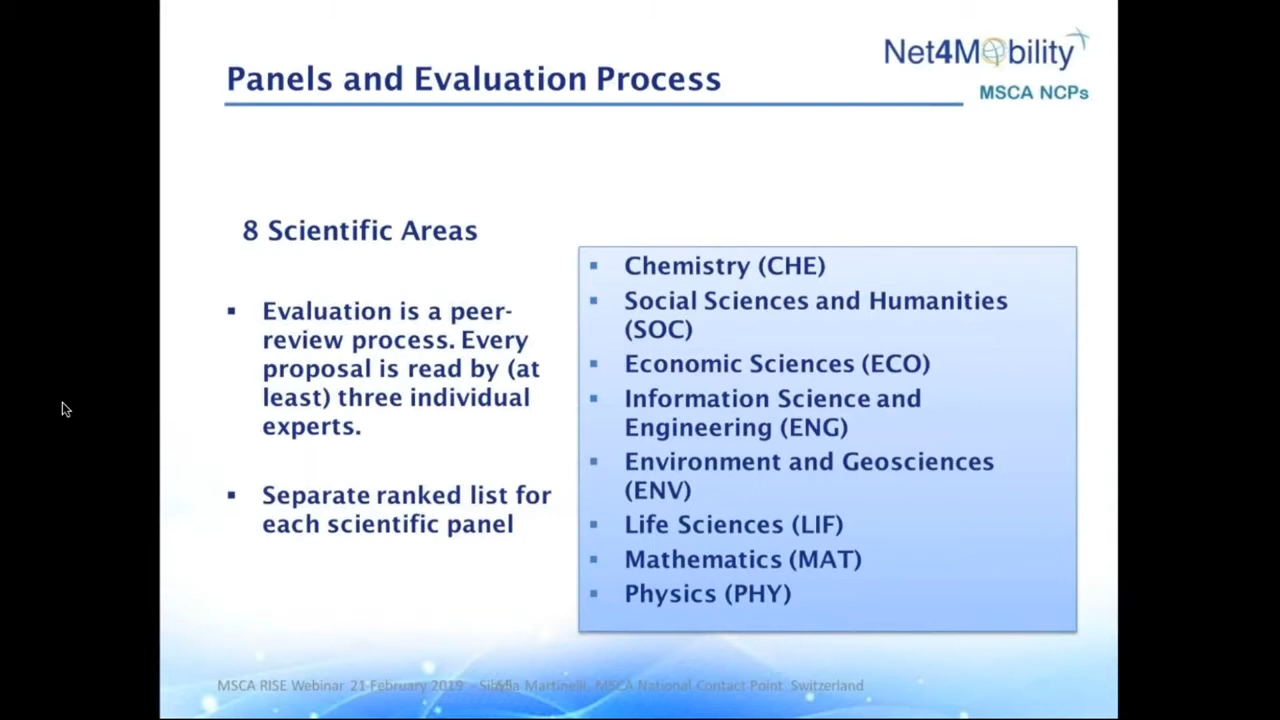 Net4Mobility
MSCA NCPs
Panels and Evaluation Process
8 Scientific Areas
▪ Evaluation is a peer-
review process. Every
proposal is read by (at
least) three individual
experts.
▪ Separate ranked list for
each scientific panel
▪ Chemistry (CHE)
▪ Social Sciences and Humanities
(SOC)
▪ Economic Sciences (ECO)
▪ Information Science and
Engineering (ENG)
▪ Environment and Geosciences
(ENV)
▪ Life Sciences (LIF)
▪ Mathematics (MAT)
▪ Physics (PHY)
MSCA RISE Webinar 21 February 2019 - Martinelli, MSCA National Contact Point Switzerland